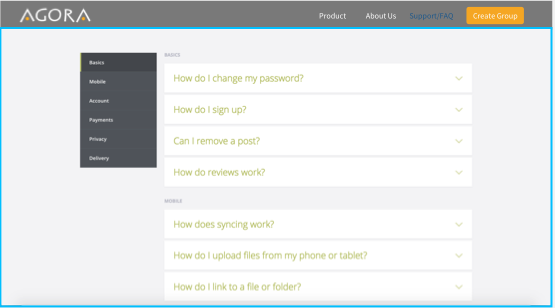 AGORA
Product About Us Support/FAQ Create Group
Basics
Mobile
Account
Payments
Privacy
Delivery
BASICS
How do I change my password?
How do I sign up?
Can I remove a post?
How do reviews work?
MOBILE
How does syncing work?
How do I upload files from my phone or tablet?
How do I link to a file or folder?